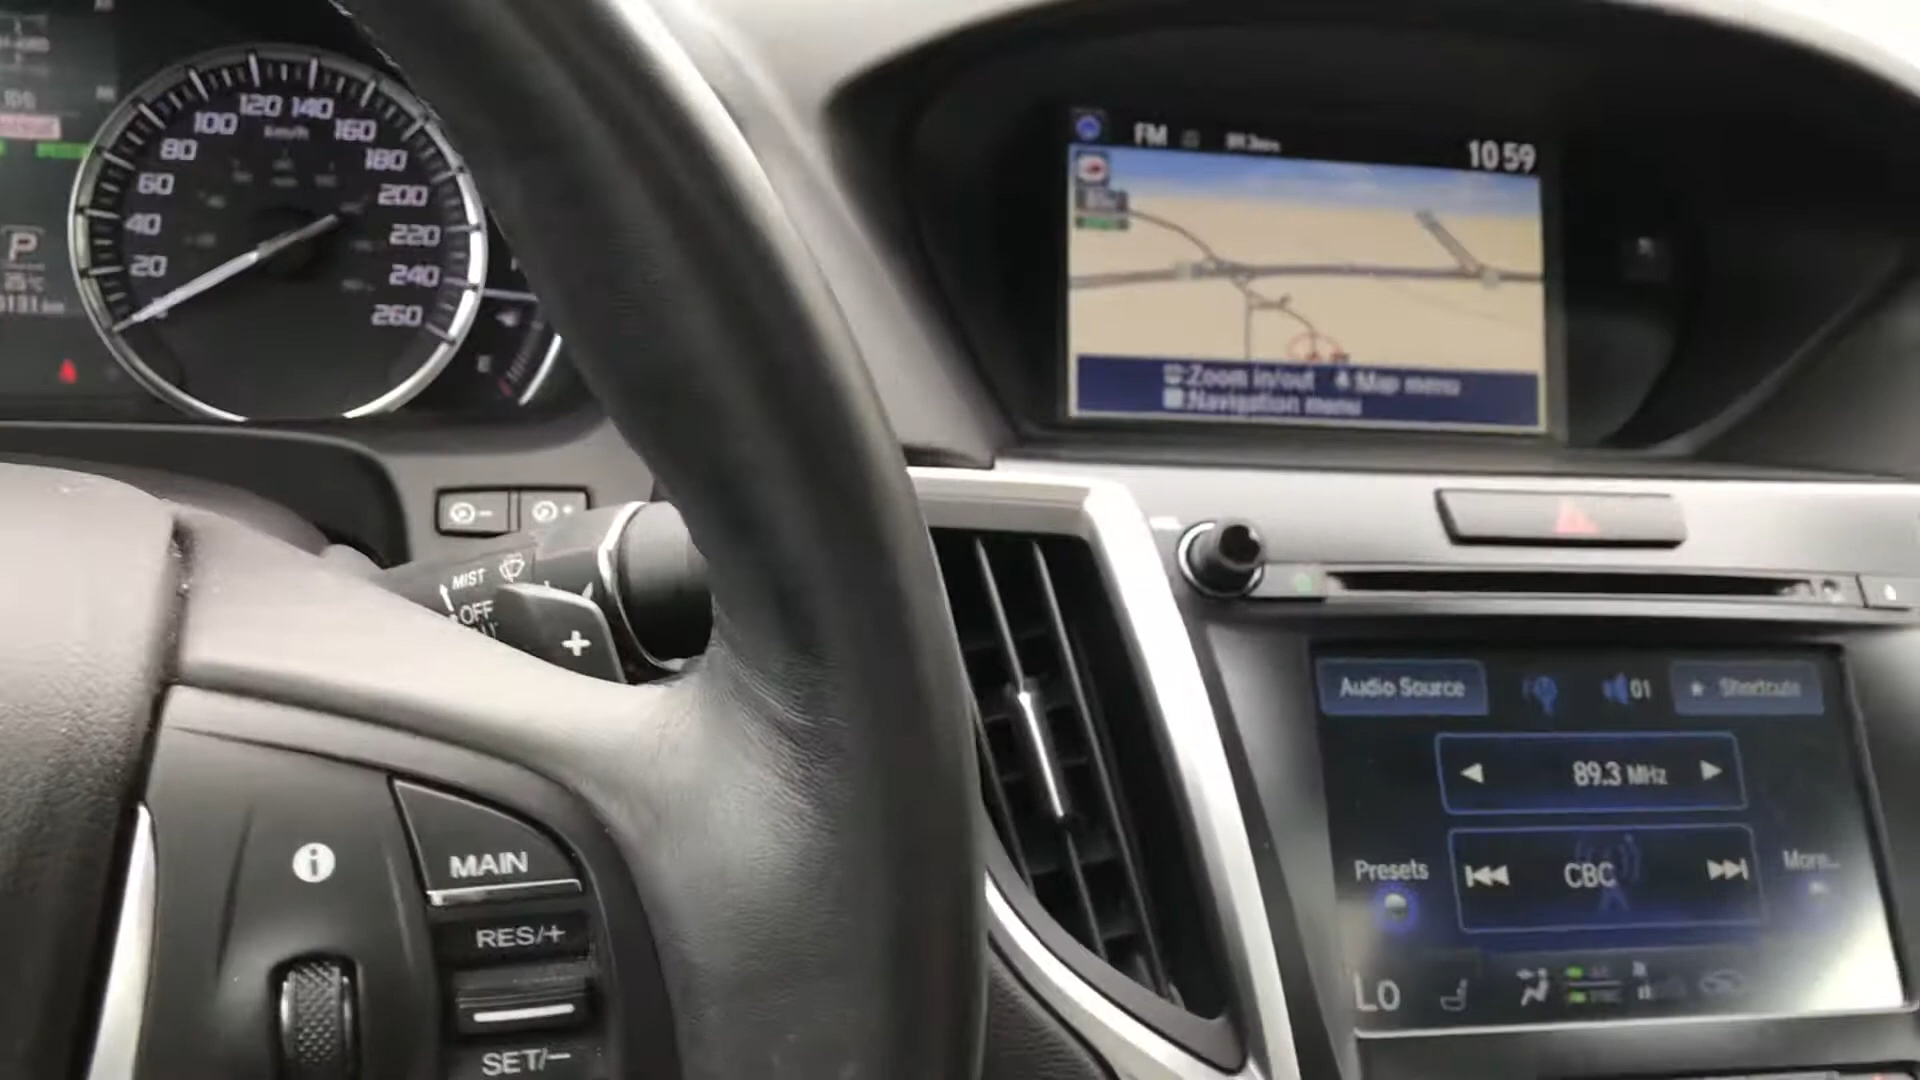 120 140
100
160
km/h
80
180
60
200
40
220
20
240
260
P
25°C
FM
10 59
Zoom in/out Map menu
Navigation menu
MIST
OFF
+
MAIN
RES/+
SET/−
Audio Source
01
Shortcuts
89.3 MHz
Presets
CBC
More...
LO